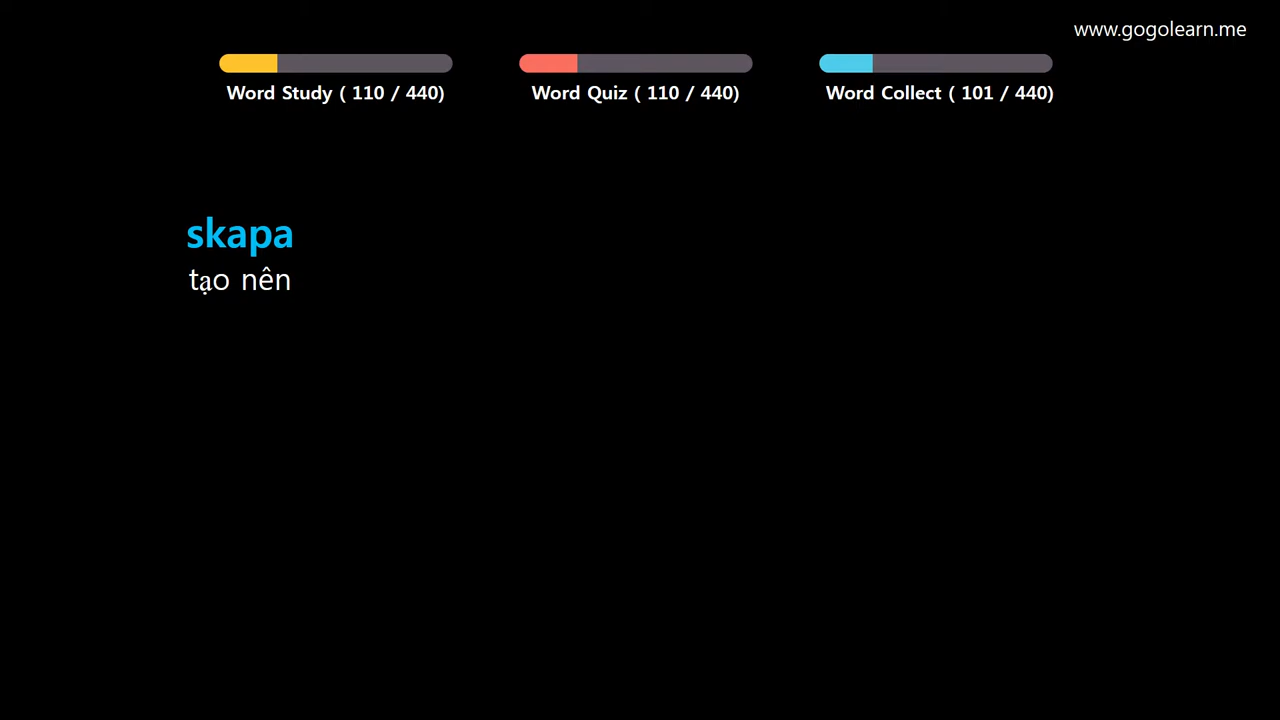 www.gogolearn.me
Word Study ( 110 / 440)
Word Quiz ( 110 / 440)
Word Collect ( 101 / 440)
skapa
tạo nên